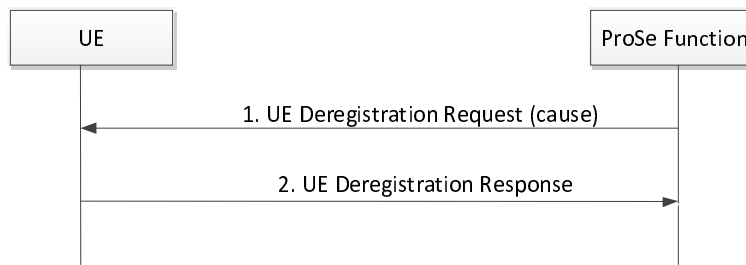 UE
ProSe Function
1. UE Deregistration Request (cause)
2. UE Deregistration Response